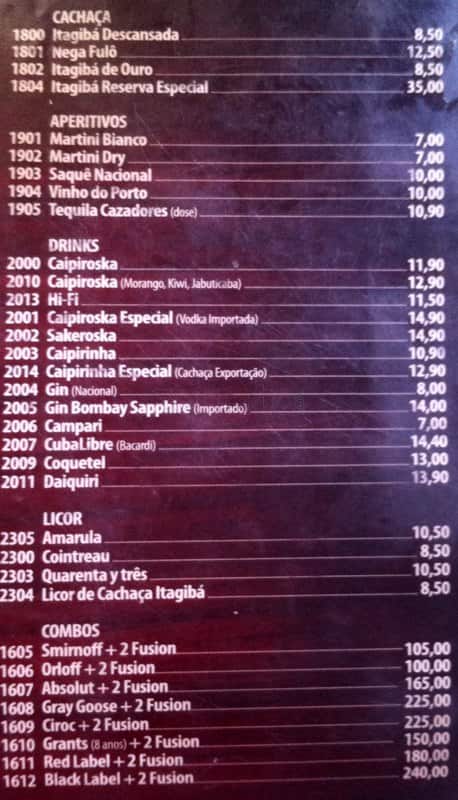 CACHAÇA
1800 Itagibá Descansada 8,50
1801 Nega Fulô 12,50
1802 Itagibá de Ouro 8,50
1804 Itagibá Reserva Especial 35,00
APERITIVOS
1901 Martini Bianco 7,00
1902 Martini Dry 7,00
1903 Saquê Nacional 10,00
1904 Vinho do Porto 10,00
1905 Tequila Cazadores (dose) 10,90
DRINKS
2000 Caipiroska 11,90
2010 Caipiroska (Morango, Kiwi, Jabuticaba) 12,90
2013 Hi-Fi 11,50
2001 Caipiroska Especial (Vodka Importada) 14,90
2002 Sakeroska 14,90
2003 Caipirinha 10,90
2014 Caipirinha Especial (Cachaça Exportação) 12,90
2004 Gin (Nacional) 8,00
2005 Gin Bombay Sapphire (Importado) 14,00
2006 Campari 7,00
2007 CubaLibre (Bacardi) 14,40
2009 Coquetel 13,00
2011 Daiquiri 13,90
LICOR
2305 Amarula 10,50
2300 Cointreau 8,50
2303 Quarenta y três 10,50
2304 Licor de Cachaça Itagibá 8,50
COMBOS
1605 Smirnoff + 2 Fusion 105,00
1606 Orloff + 2 Fusion 100,00
1607 Absolut + 2 Fusion 165,00
1608 Gray Goose + 2 Fusion 225,00
1609 Ciroc + 2 Fusion 225,00
1610 Grants (8 anos) + 2 Fusion 150,00
1611 Red Label + 2 Fusion 180,00
1612 Black Label + 2 Fusion 240,00